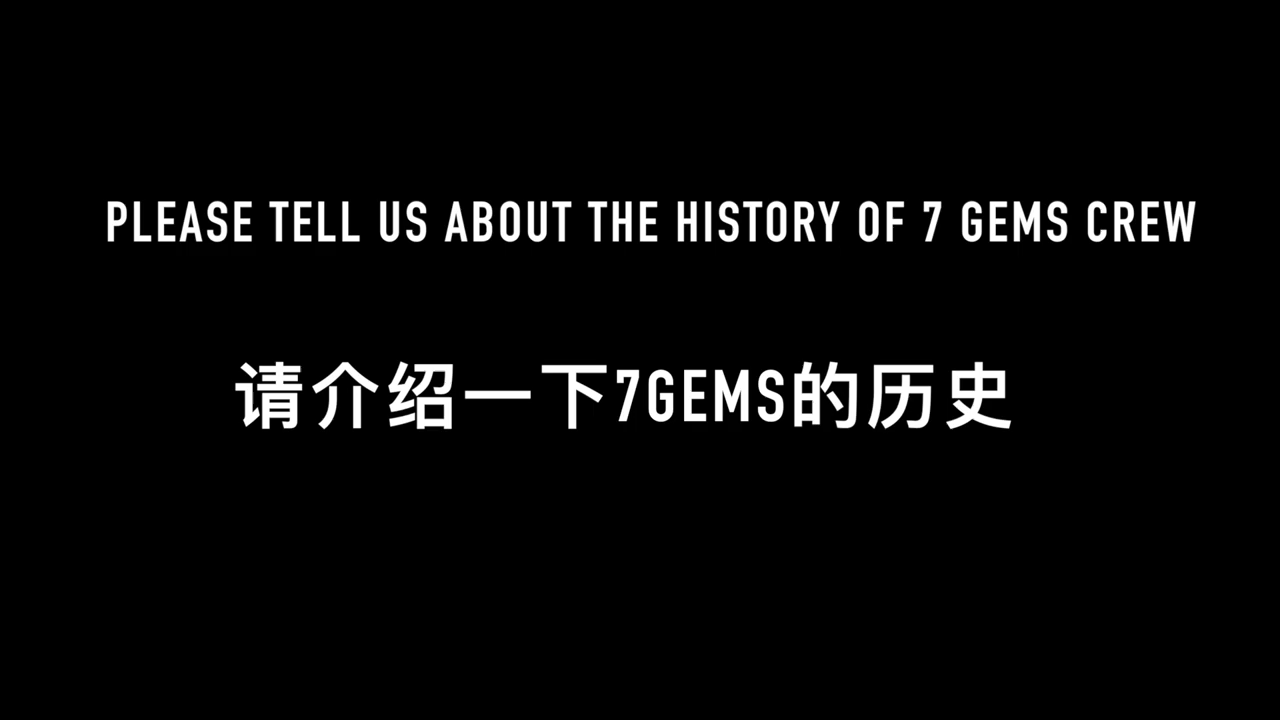 PLEASE TELL US ABOUT THE HISTORY OF 7 GEMS CREW
请介绍一下7GEMS的历史